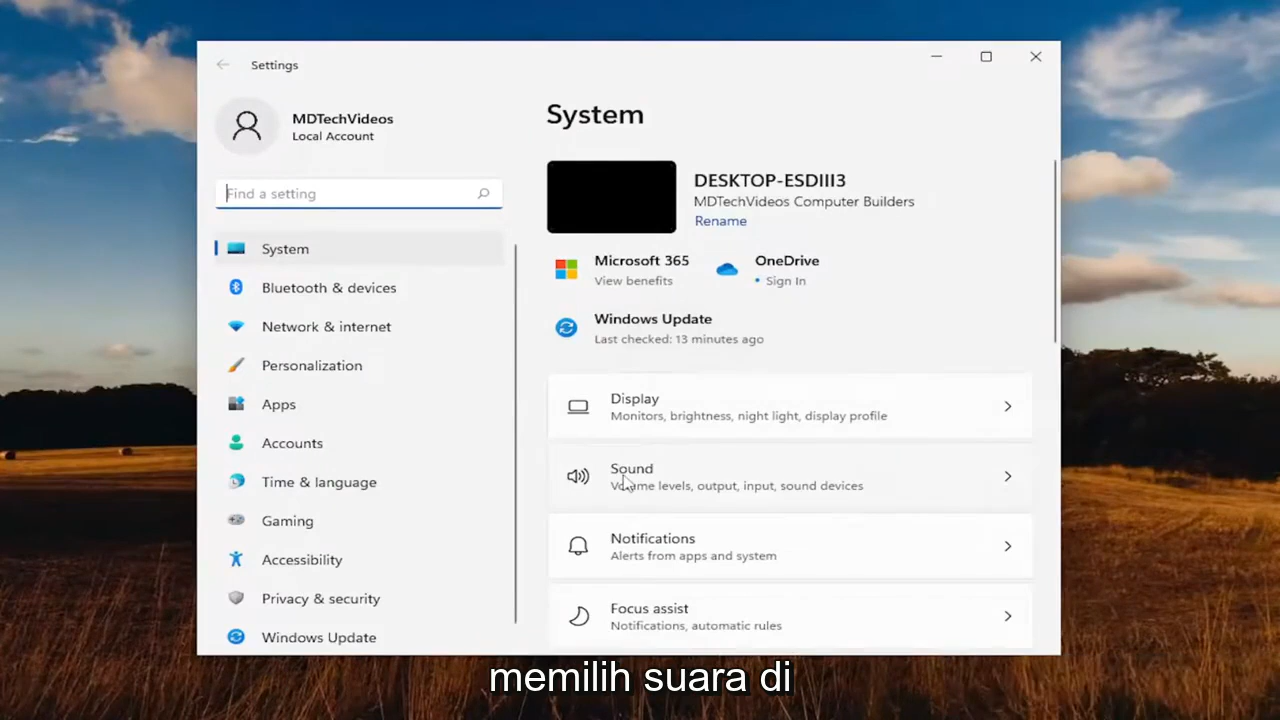 Settings
MDTechVideos
Local Account
Find a setting
System
Bluetooth & devices
Network & internet
Personalization
Apps
Accounts
Time & language
Gaming
Accessibility
Privacy & security
Windows Update
System
DESKTOP-ESDIII3
MDTechVideos Computer Builders
Rename
Microsoft 365
View benefits
OneDrive
• Sign In
Windows Update
Last checked: 13 minutes ago
Display
Monitors, brightness, night light, display profile
Sound
Volume levels, output, input, sound devices
Notifications
Alerts from apps and system
Focus assist
Notifications, automatic rules
memilih suara di